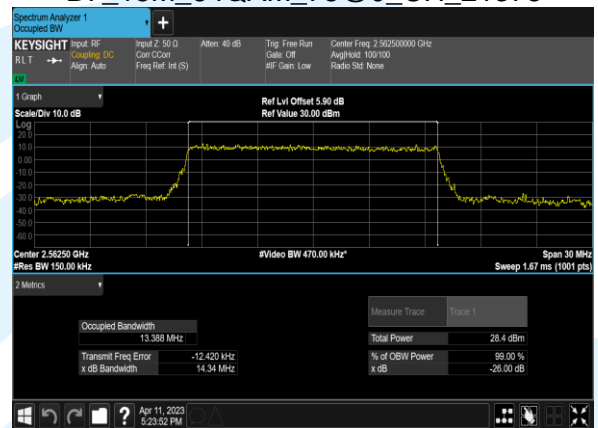 Spectrum Analyzer 1
Occupied BW
+
KEYSIGHT
RLT
LV
Input: RF
Coupling: DC
Align: Auto
Input Z: 50 Ω
Corr CCorr
Freq Ref: Int (S)
Atten: 40 dB
Trig: Free Run
Gate: Off
#IF Gain: Low
Center Freq: 2.562500000 GHz
Avg|Hold: 100/100
Radio Std: None
1 Graph
Scale/Div 10.0 dB
Ref Lvl Offset 5.90 dB
Ref Value 30.00 dBm
Log
20.0
10.0
0.00
-10.0
-20.0
-30.0
-40.0
-50.0
-60.0
Center 2.56250 GHz
#Res BW 150.00 kHz
#Video BW 470.00 kHz*
Span 30 MHz
Sweep 1.67 ms (1001 pts)
2 Metrics
Measure Trace Trace 1
Occupied Bandwidth
13.388 MHz
Total Power 28.4 dBm
Transmit Freq Error -12.420 kHz
% of OBW Power 99.00 %
x dB Bandwidth 14.34 MHz
x dB -26.00 dB
?
Apr 11, 2023
5:23:52 PM